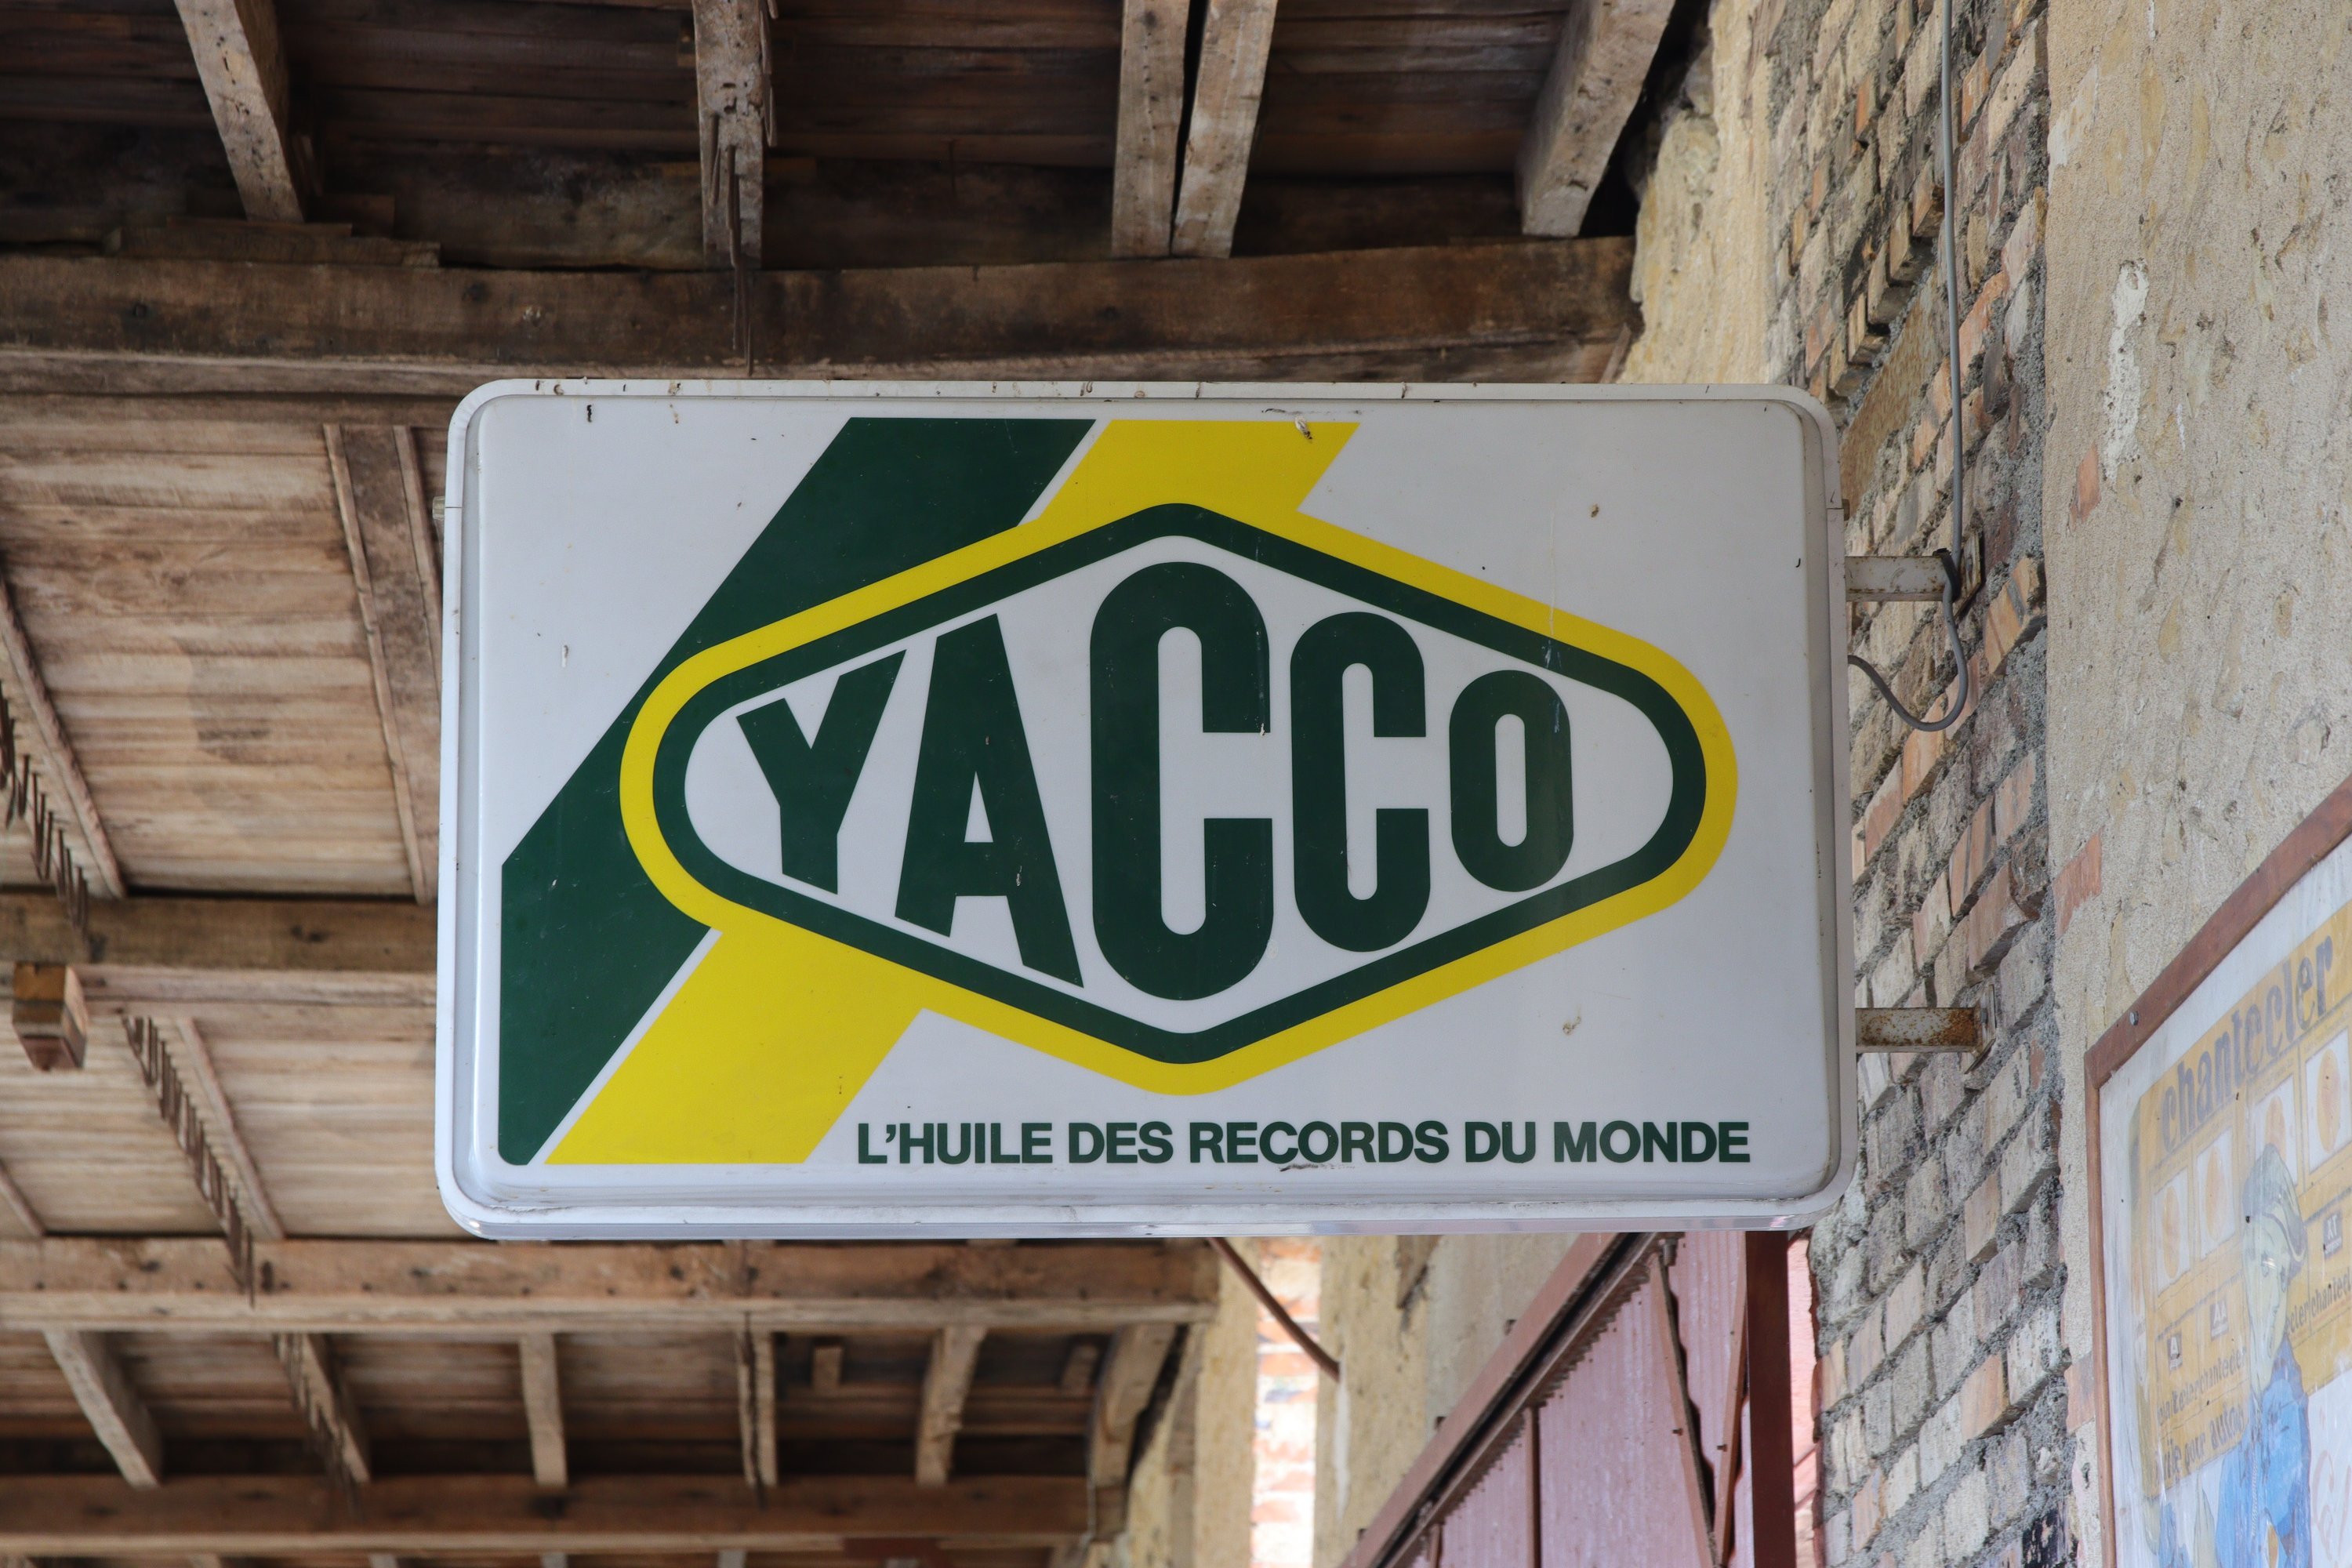 YACCO
L'HUILE DES RECORDS DU MONDE
chantecler